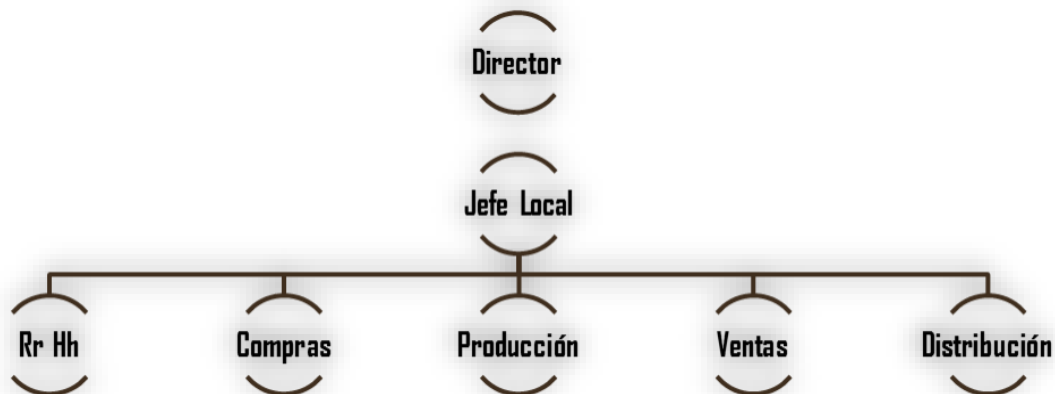 Director
Jefe Local
Rr Hh
Compras
Producción
Ventas
Distribución